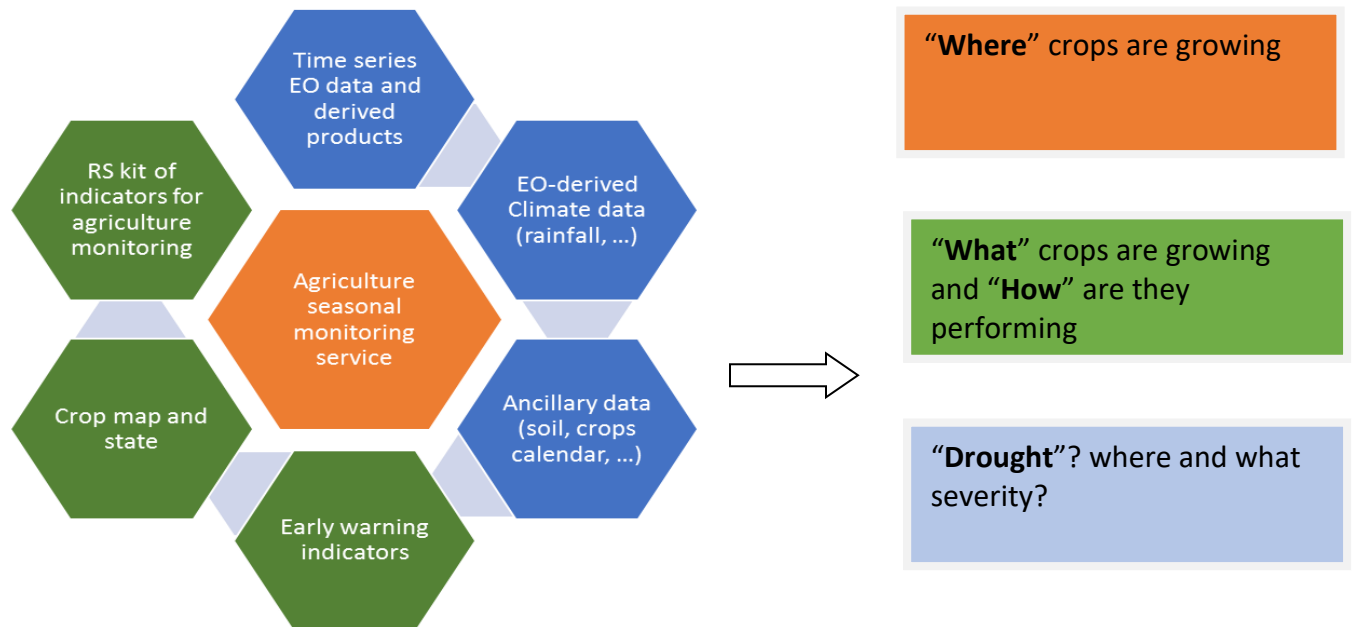 Time series
EO data and
derived
products
RS kit of
indicators for
agriculture
monitoring
EO-derived
Climate data
(rainfall, ...)
Agriculture
seasonal
monitoring
service
Crop map and
state
Ancillary data
(soil, crops
calendar, ...)
Early warning
indicators
“Where” crops are growing
“What” crops are growing
and “How” are they
performing
“Drought”? where and what
severity?